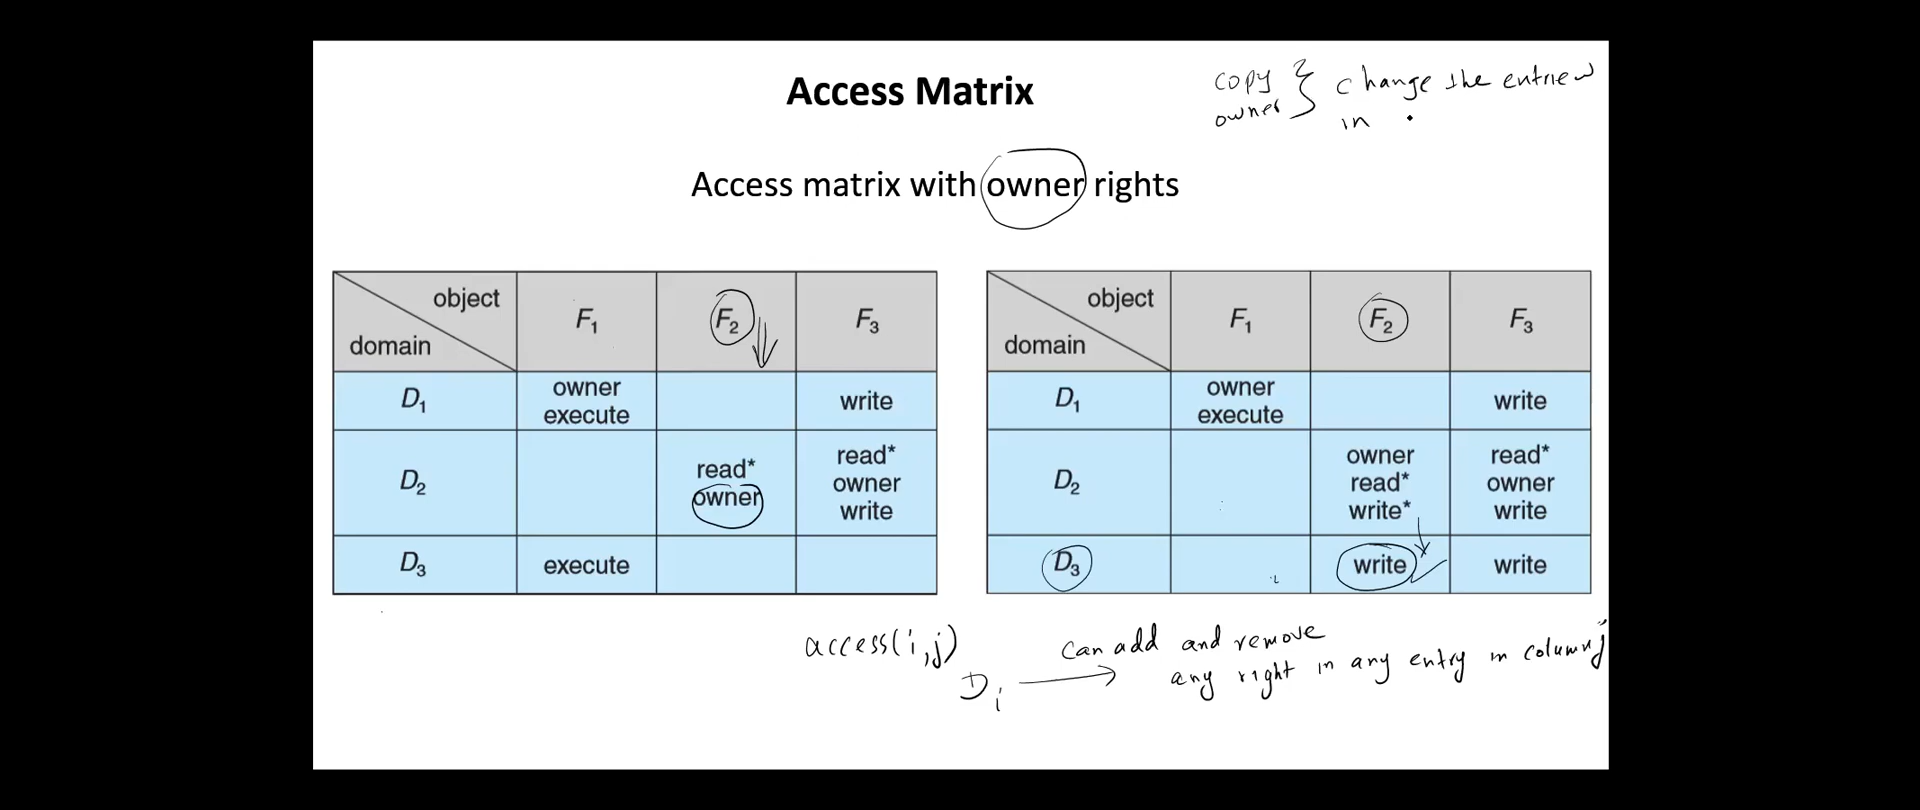 Access Matrix
copy } change the entries
owner
in
Access matrix with owner rights
object F1 F2 F3
domain
D1 owner execute write
D2 read* owner read* owner write
D3 execute
object F1 F2 F3
domain
D1 owner execute write
D2 owner read* write* read* owner write
D3 write write
access(i,j)
Di → can add and remove
any right in any entry in column j